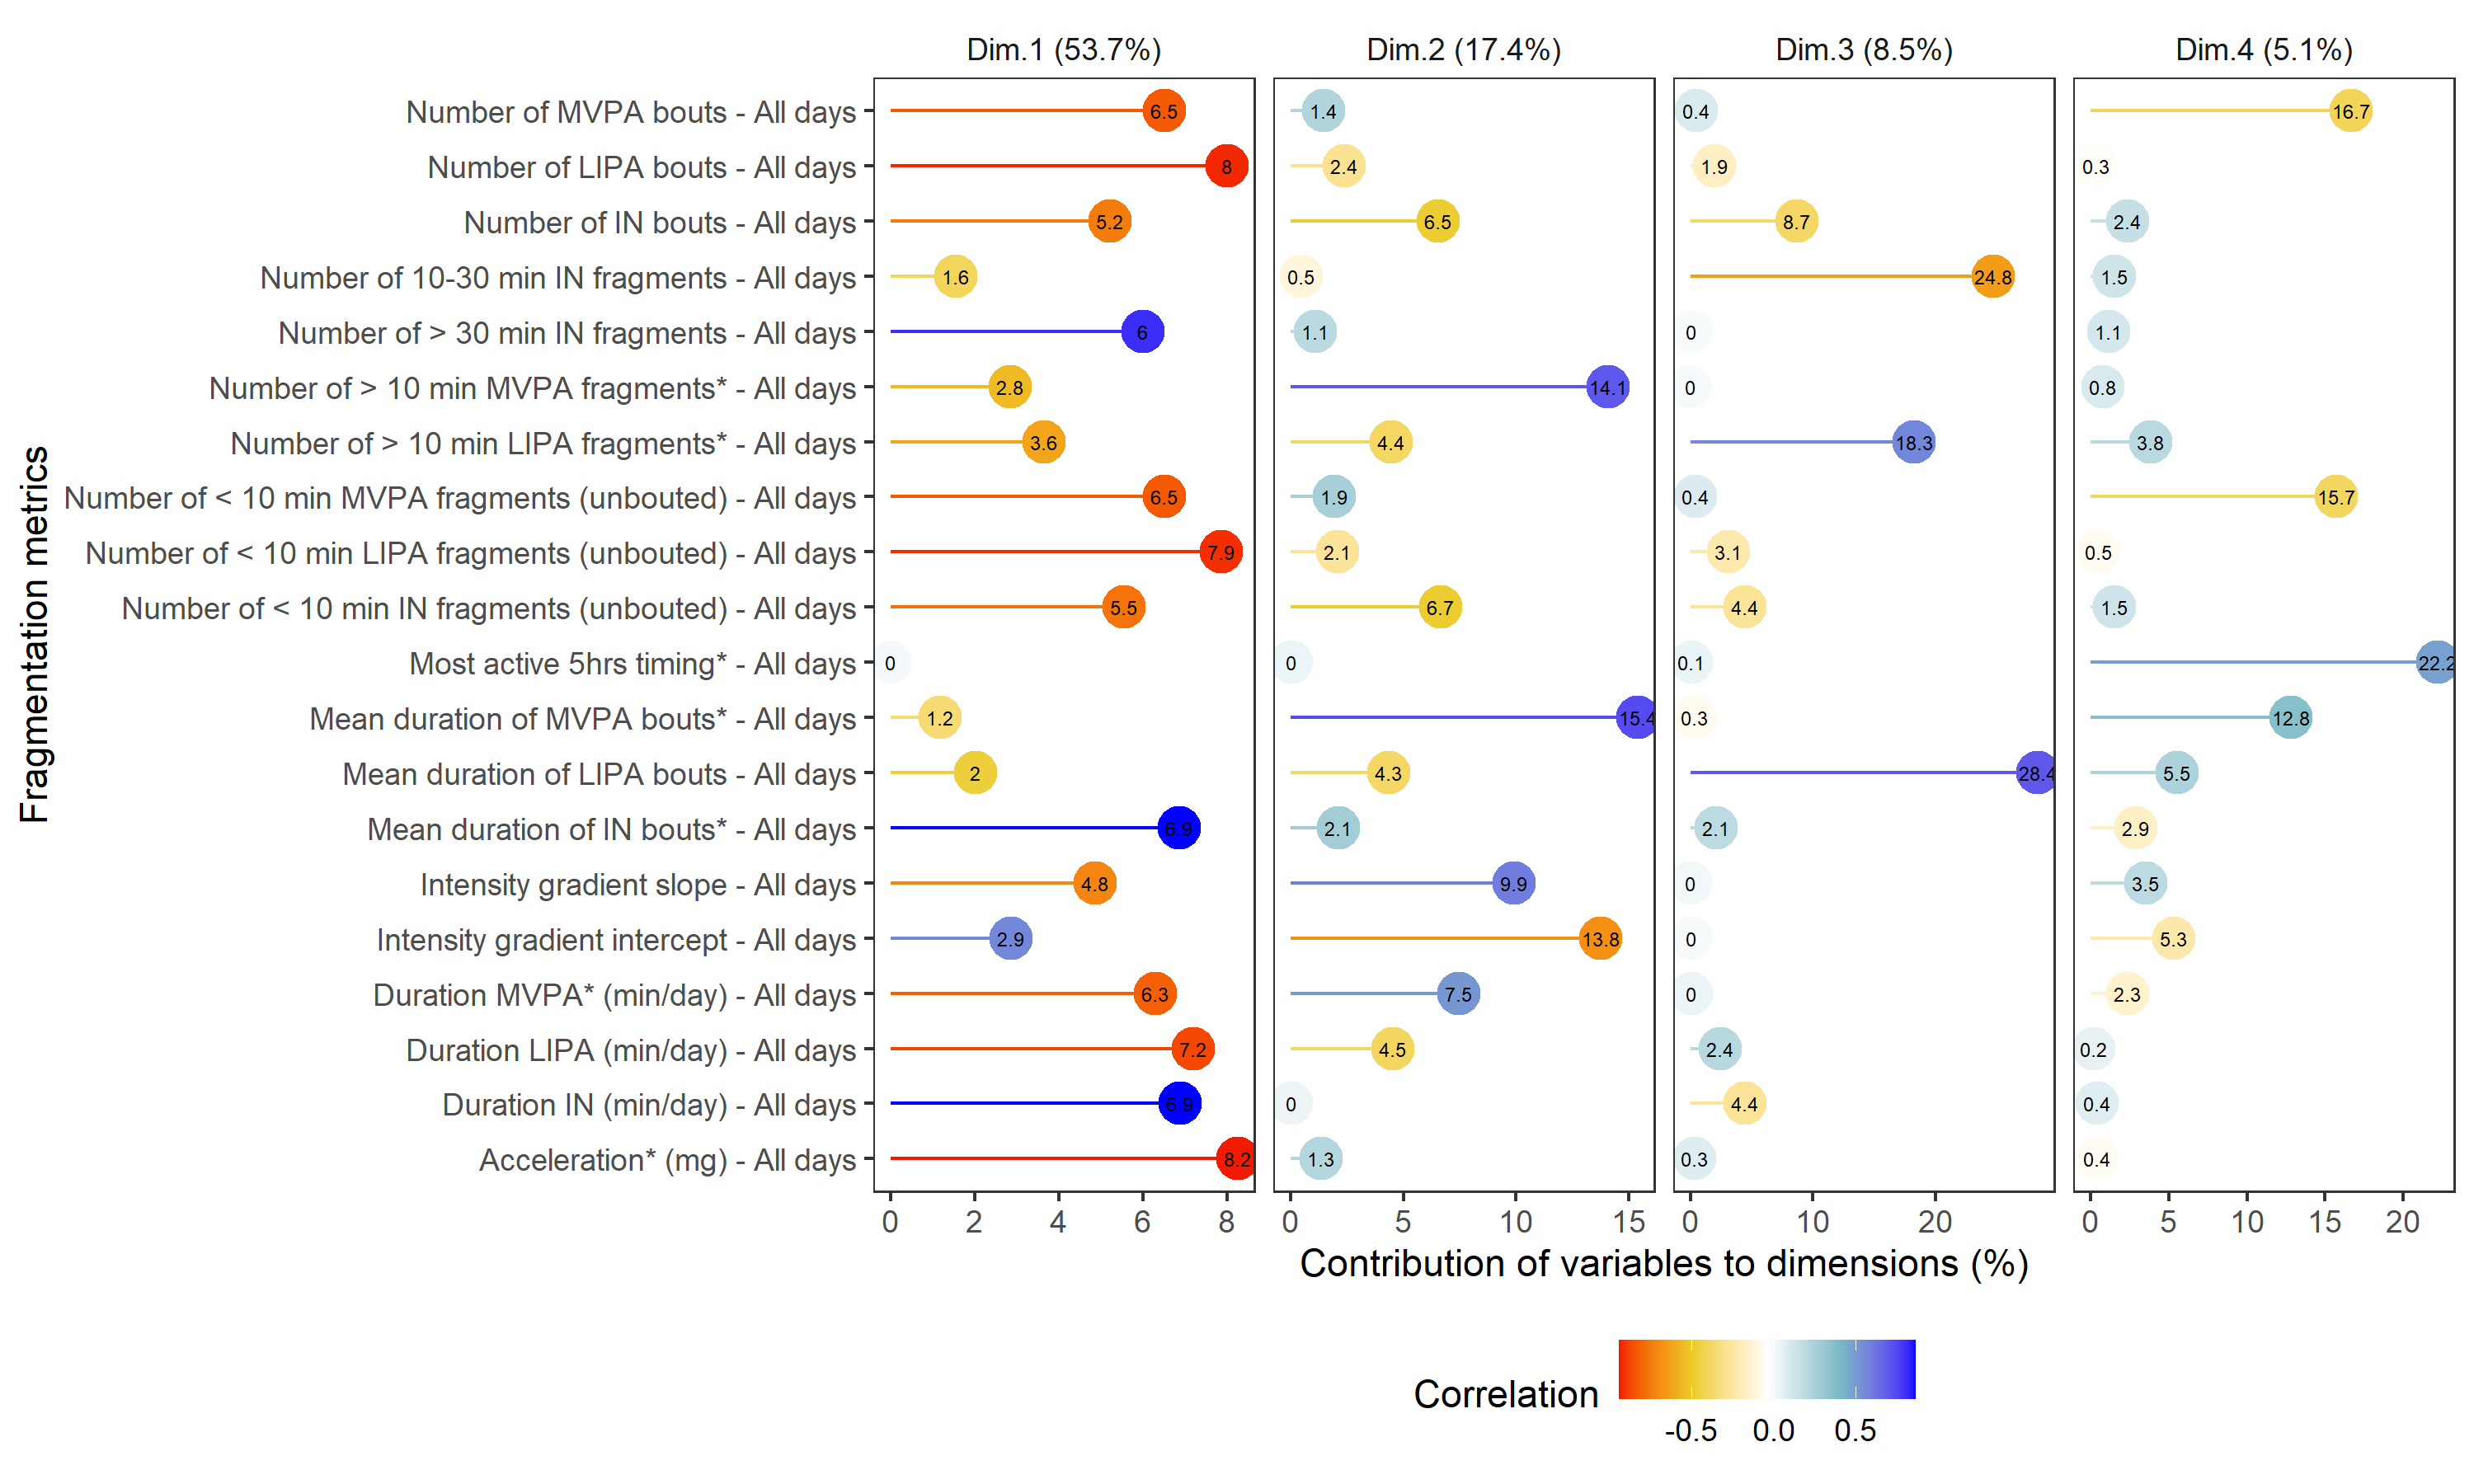 Dim.1 (53.7%) Dim.2 (17.4%) Dim.3 (8.5%) Dim.4 (5.1%)
Fragmentation metrics
Number of MVPA bouts - All days 6.5 1.4 0.4 16.7
Number of LIPA bouts - All days 8 2.4 1.9 0.3
Number of IN bouts - All days 5.2 6.5 8.7 2.4
Number of 10-30 min IN fragments - All days 1.6 0.5 24.8 1.5
Number of > 30 min IN fragments - All days 6 1.1 0 1.1
Number of > 10 min MVPA fragments* - All days 2.8 14.1 0 0.8
Number of > 10 min LIPA fragments* - All days 3.6 4.4 18.3 3.8
Number of < 10 min MVPA fragments (unbouted) - All days 6.5 1.9 0.4 15.7
Number of < 10 min LIPA fragments (unbouted) - All days 7.9 2.1 3.1 0.5
Number of < 10 min IN fragments (unbouted) - All days 5.5 6.7 4.4 1.5
Most active 5hrs timing* - All days 0 0 0.1 22.2
Mean duration of MVPA bouts* - All days 1.2 15.4 0.3 12.8
Mean duration of LIPA bouts - All days 2 4.3 28.4 5.5
Mean duration of IN bouts* - All days 6.9 2.1 2.1 2.9
Intensity gradient slope - All days 4.8 9.9 0 3.5
Intensity gradient intercept - All days 2.9 13.8 0 5.3
Duration MVPA* (min/day) - All days 6.3 7.5 0 2.3
Duration LIPA (min/day) - All days 7.2 4.5 2.4 0.2
Duration IN (min/day) - All days 6.9 0 4.4 0.4
Acceleration* (mg) - All days 8.2 1.3 0.3 0.4
0 2 4 6 8 0 5 10 15 0 10 20 0 5 10 15 20
Contribution of variables to dimensions (%)
Correlation
-0.5 0.0 0.5